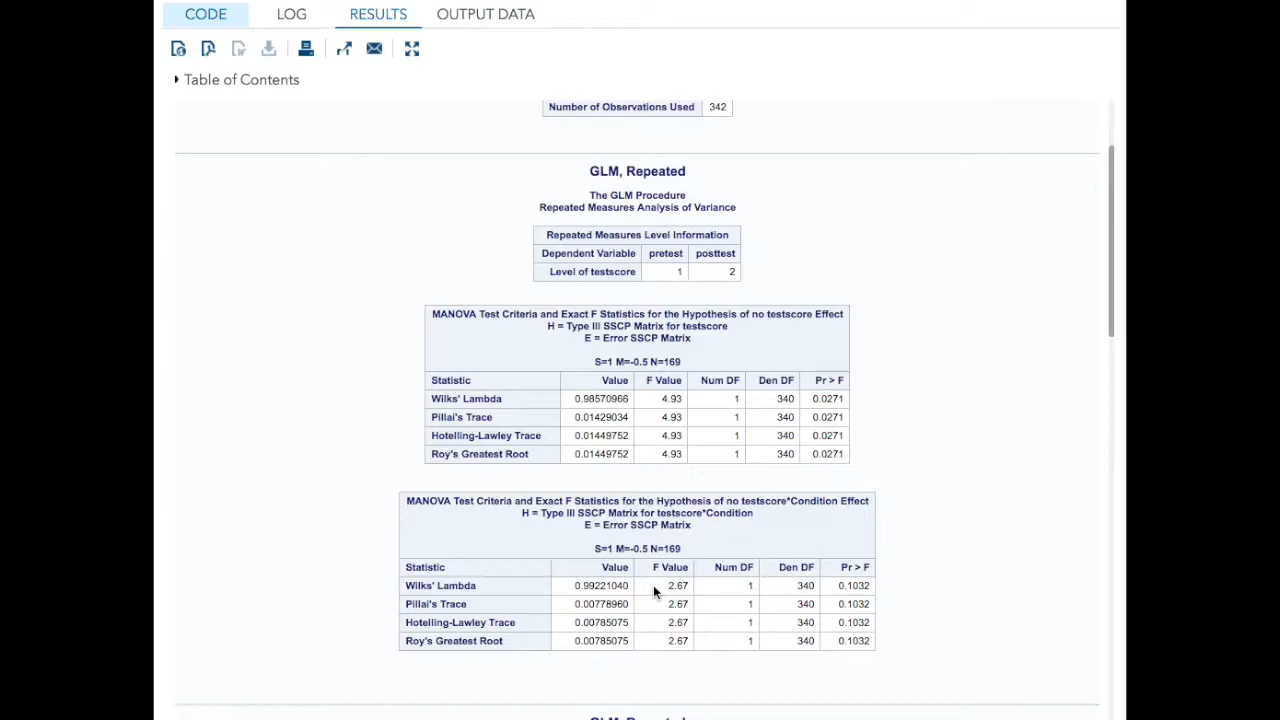 CODE LOG RESULTS OUTPUT DATA
Table of Contents
Number of Observations Used 342
GLM, Repeated
The GLM Procedure
Repeated Measures Analysis of Variance
Repeated Measures Level Information
Dependent Variable pretest posttest
Level of testscore 1 2
MANOVA Test Criteria and Exact F Statistics for the Hypothesis of no testscore Effect
H = Type III SSCP Matrix for testscore
E = Error SSCP Matrix
S=1 M=-0.5 N=169
Statistic Value F Value Num DF Den DF Pr > F
Wilks' Lambda 0.98570966 4.93 1 340 0.0271
Pillai's Trace 0.01429034 4.93 1 340 0.0271
Hotelling-Lawley Trace 0.01449752 4.93 1 340 0.0271
Roy's Greatest Root 0.01449752 4.93 1 340 0.0271
MANOVA Test Criteria and Exact F Statistics for the Hypothesis of no testscore*Condition Effect
H = Type III SSCP Matrix for testscore*Condition
E = Error SSCP Matrix
S=1 M=-0.5 N=169
Statistic Value F Value Num DF Den DF Pr > F
Wilks' Lambda 0.99221040 2.67 1 340 0.1032
Pillai's Trace 0.00778960 2.67 1 340 0.1032
Hotelling-Lawley Trace 0.00785075 2.67 1 340 0.1032
Roy's Greatest Root 0.00785075 2.67 1 340 0.1032
GLM, Repeated